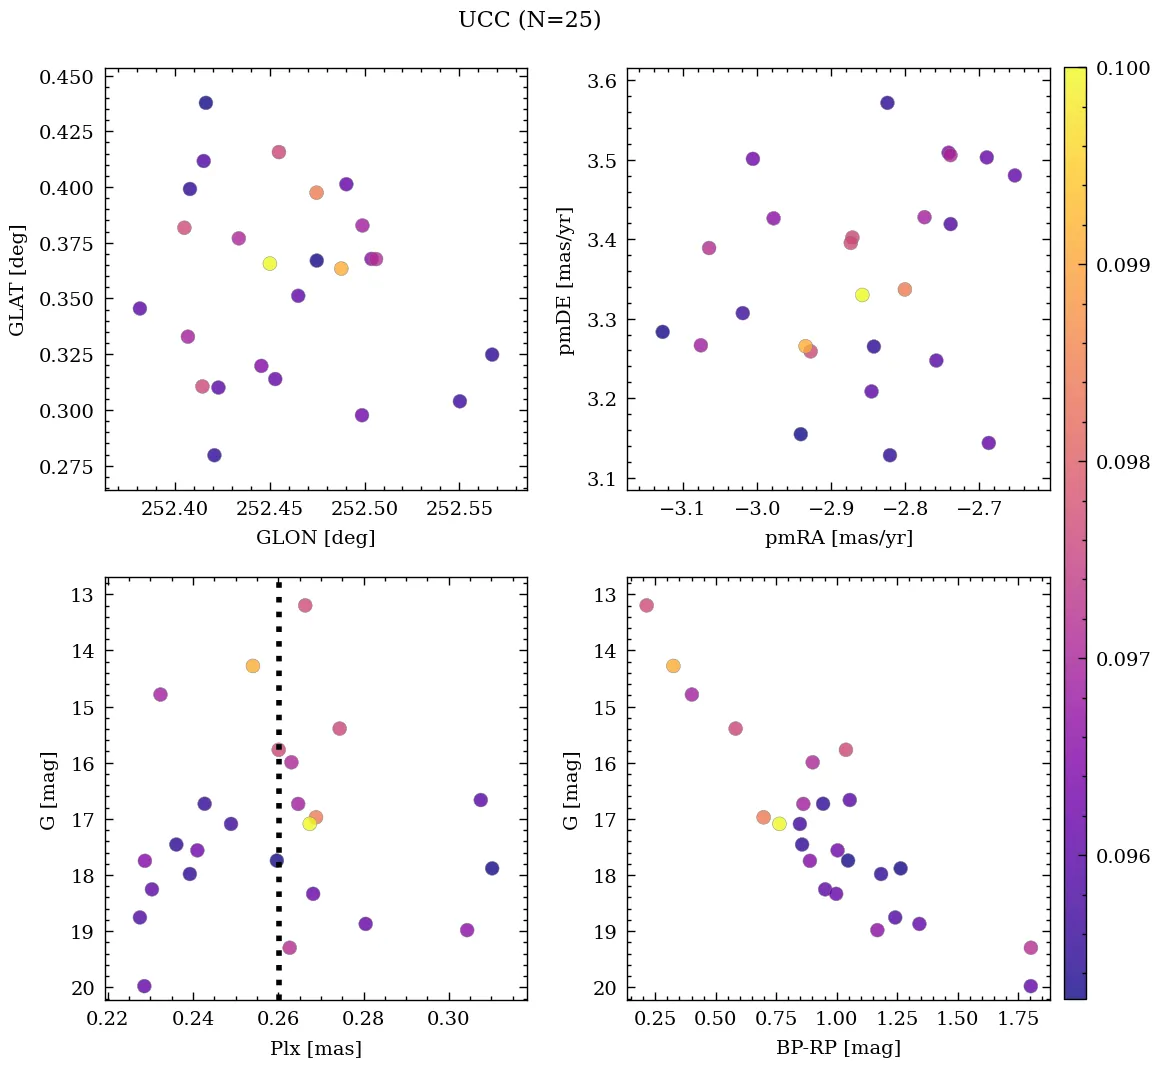 UCC (N=25)
0.450
0.425
0.400
0.375
0.350
0.325
0.300
0.275
GLAT [deg]
252.40 252.45 252.50 252.55
GLON [deg]
3.6
3.5
3.4
3.3
3.2
3.1
pmDE [mas/yr]
−3.1 −3.0 −2.9 −2.8 −2.7
pmRA [mas/yr]
0.100
0.099
0.098
0.097
0.096
13
14
15
16
17
18
19
20
G [mag]
0.22 0.24 0.26 0.28 0.30
Plx [mas]
13
14
15
16
17
18
19
20
G [mag]
0.25 0.50 0.75 1.00 1.25 1.50 1.75
BP-RP [mag]